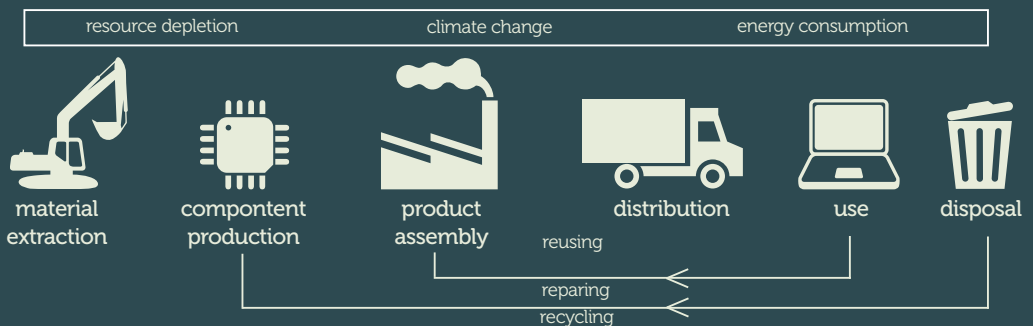 resource depletion
climate change
energy consumption
material
extraction
compontent
production
product
assembly
distribution
use
disposal
reusing
reparing
recycling